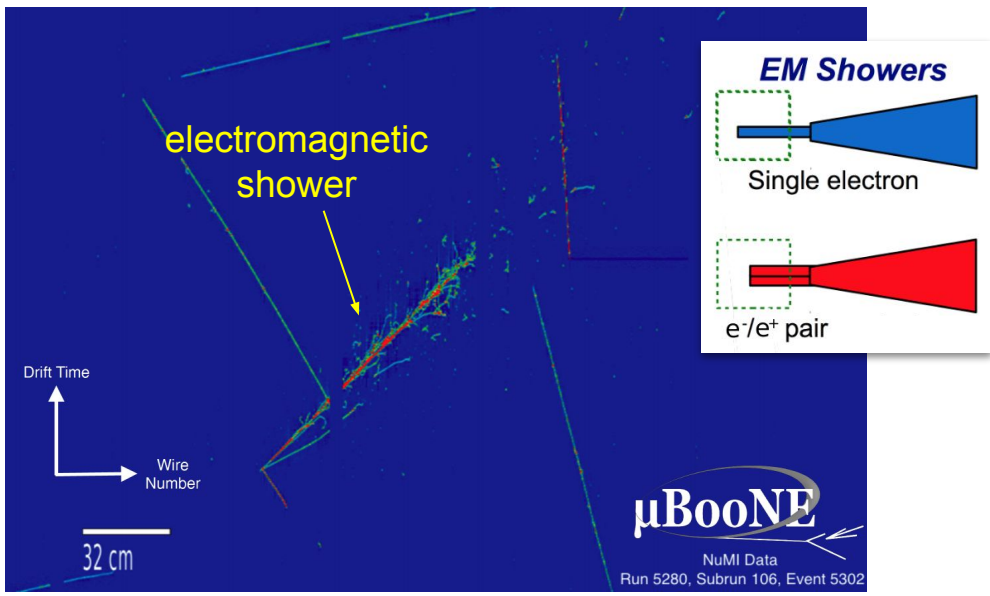 EM Showers
electromagnetic
shower
Single electron
e⁻/e⁺ pair
Drift Time
Wire
Number
32 cm
µBooNE
NuMI Data
Run 5280, Subrun 106, Event 5302